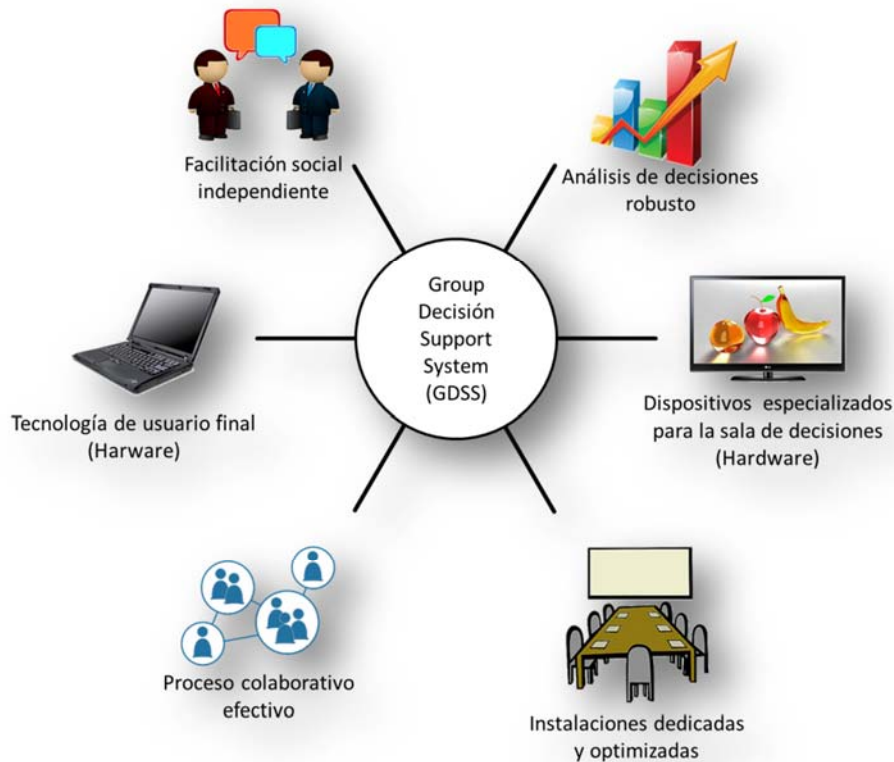 Facilitación social
independiente
Análisis de decisiones
robusto
Group
Decisión
Support
System
(GDSS)
Tecnología de usuario final
(Harware)
Dispositivos especializados
para la sala de decisiones
(Hardware)
Proceso colaborativo
efectivo
Instalaciones dedicadas
y optimizadas